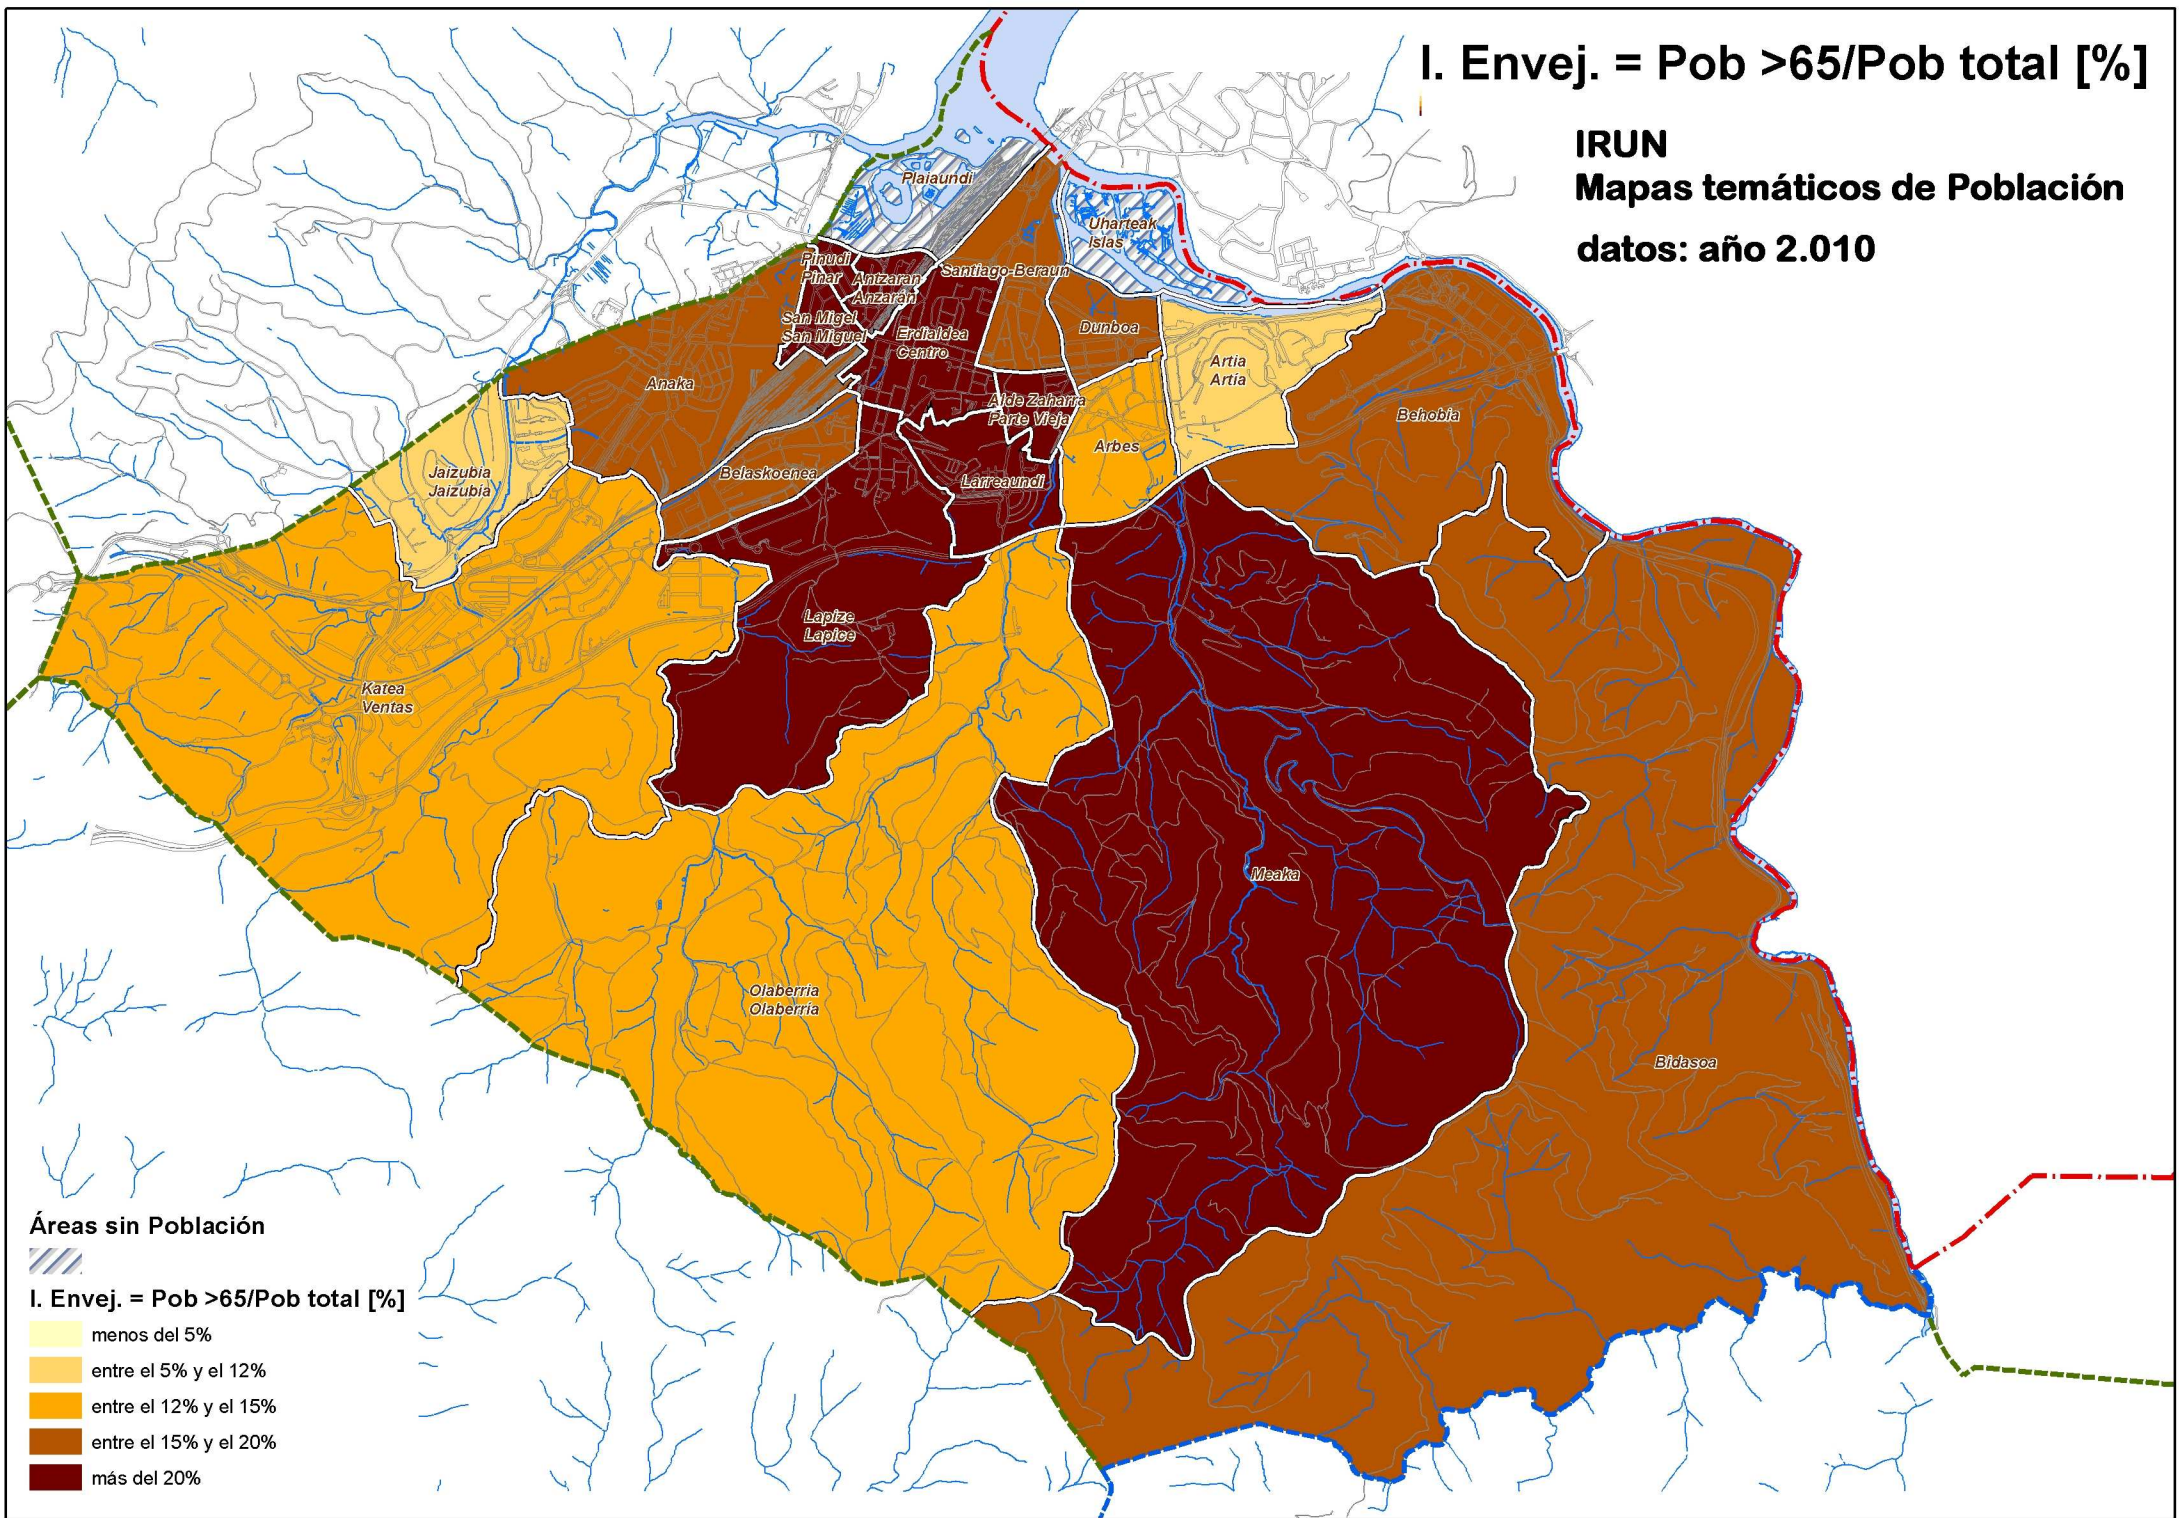 I. Envej. = Pob >65/Pob total [%]
IRUN
Mapas temáticos de Población
datos: año 2.010
Plaiaundi
Uharteak
Islas
Pinudi
Pinar
Antzaran
Anzarán
Santiago-Beraun
San Migel
San Miguel
Erdialdea
Centro
Dunboa
Artia
Artía
Anaka
Alde Zaharra
Parte Vieja
Behobia
Arbes
Jaizubia
Jaizubía
Belaskoenea
Larreaundi
Lapize
Lapice
Katea
Ventas
Meaka
Olaberria
Olaberría
Bidasoa
Áreas sin Población
I. Envej. = Pob >65/Pob total [%]
menos del 5%
entre el 5% y el 12%
entre el 12% y el 15%
entre el 15% y el 20%
más del 20%